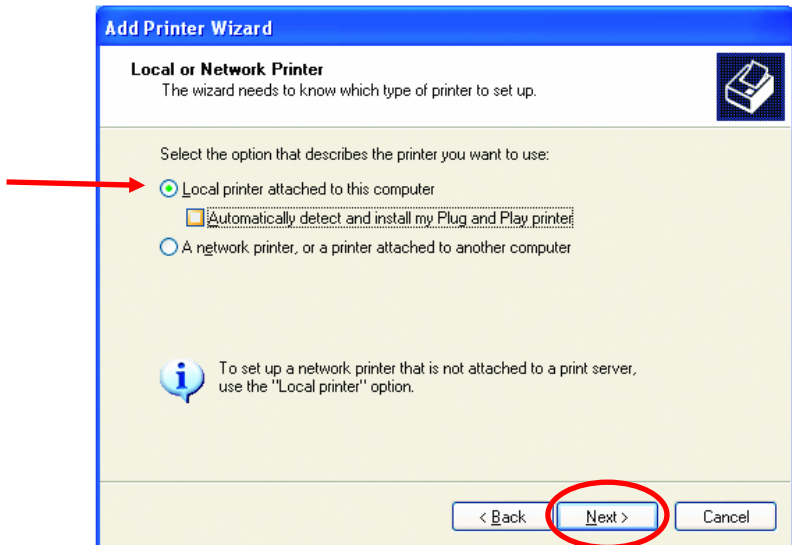 Add Printer Wizard
Local or Network Printer
The wizard needs to know which type of printer to set up.
Select the option that describes the printer you want to use:
Local printer attached to this computer
Automatically detect and install my Plug and Play printer
A network printer, or a printer attached to another computer
To set up a network printer that is not attached to a print server,
use the "Local printer" option.
< Back
Next >
Cancel